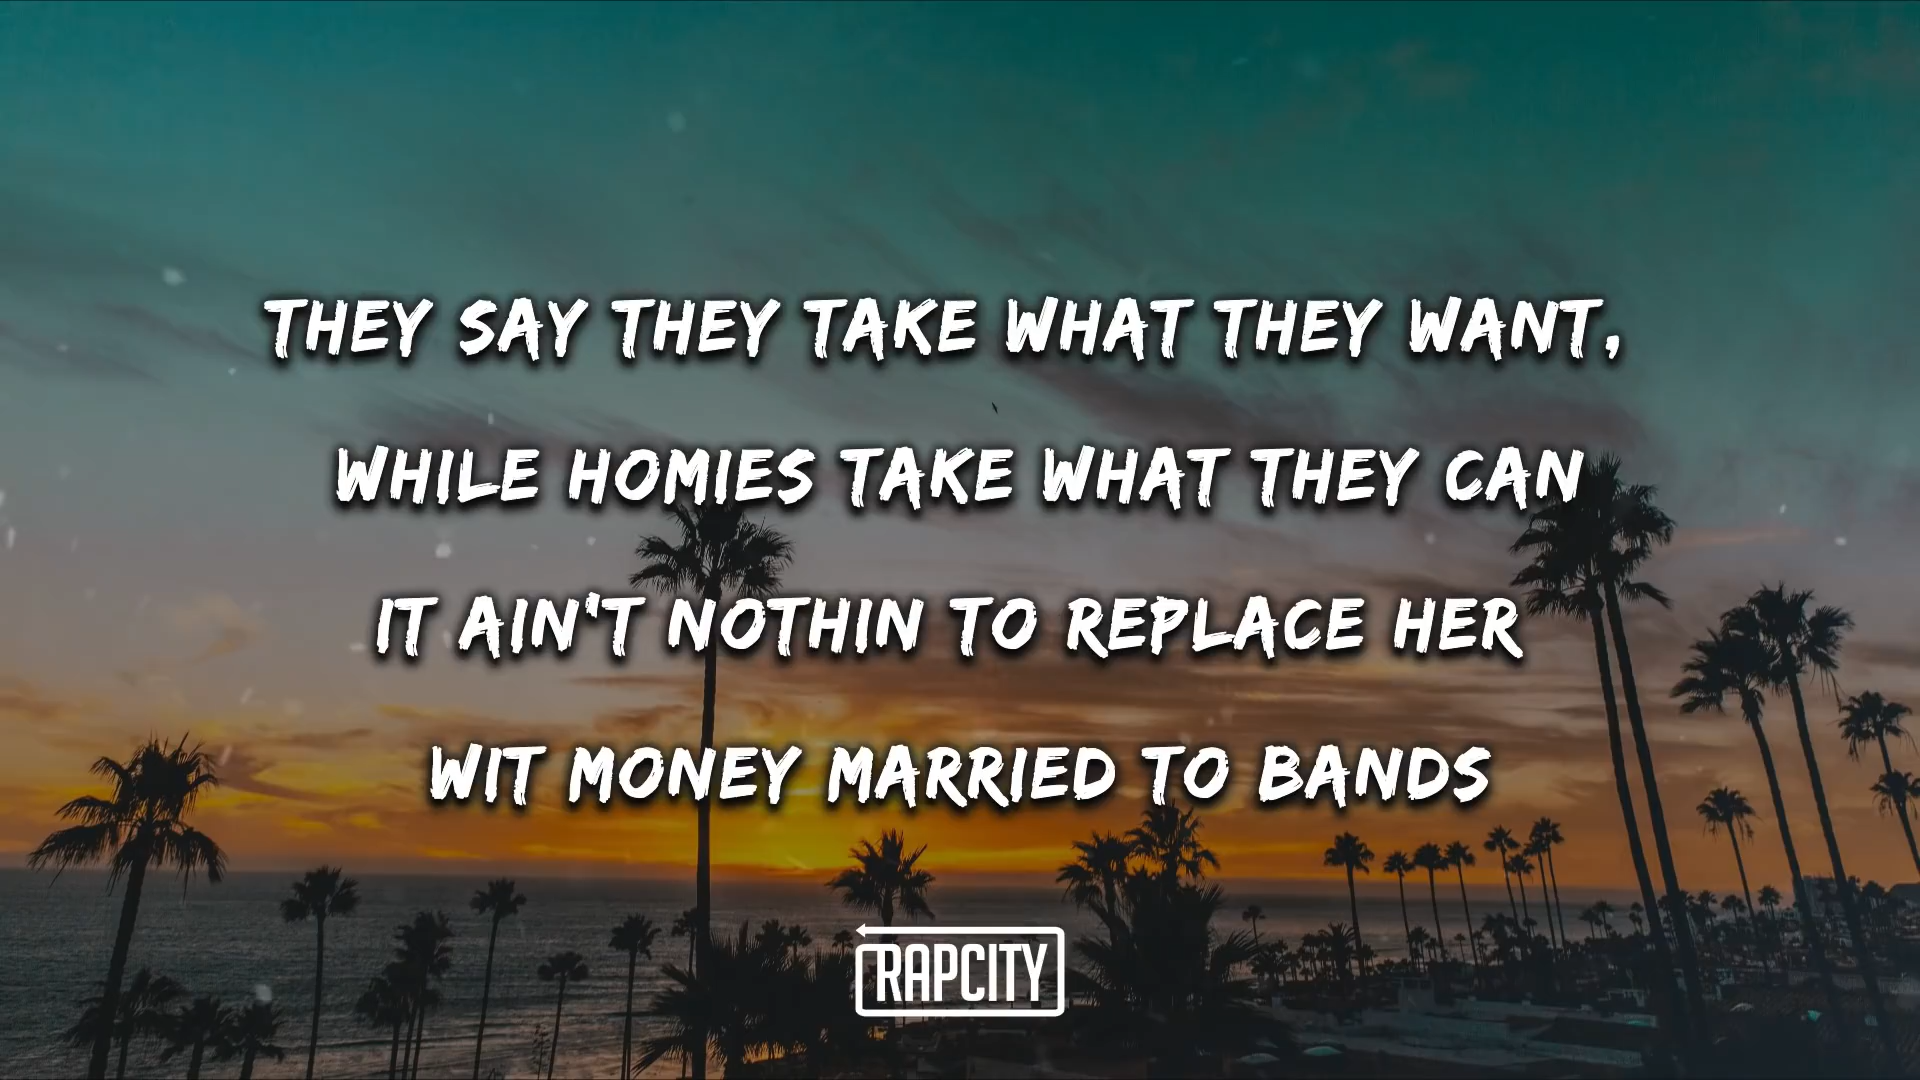 THEY SAY THEY TAKE WHAT THEY WANT,
WHILE HOMIES TAKE WHAT THEY CAN
IT AIN'T NOTHIN TO REPLACE HER
WIT MONEY MARRIED TO BANDS
RAPCITY